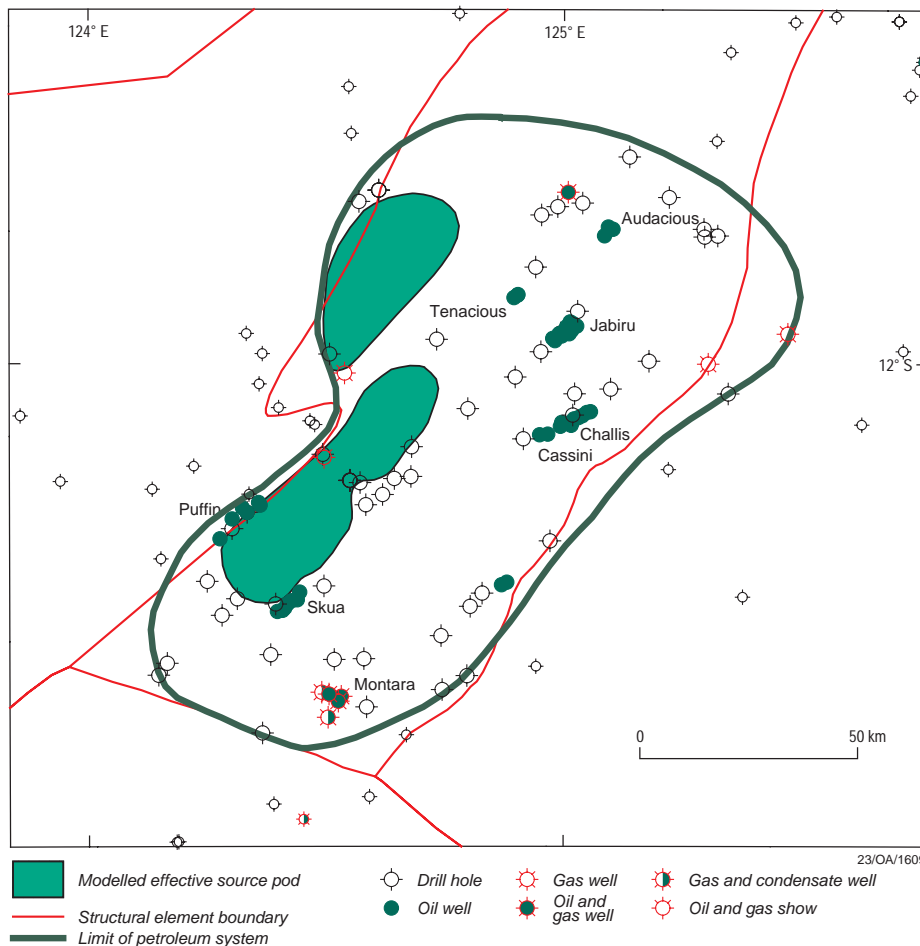 124° E
125° E
Audacious
Tenacious
Jabiru
12° S
Challis
Cassini
Puffin
Skua
Montara
0
50 km
23/OA/1609
Modelled effective source pod
Structural element boundary
Limit of petroleum system
Drill hole
Oil well
Gas well
Oil and
gas well
Gas and condensate well
Oil and gas show